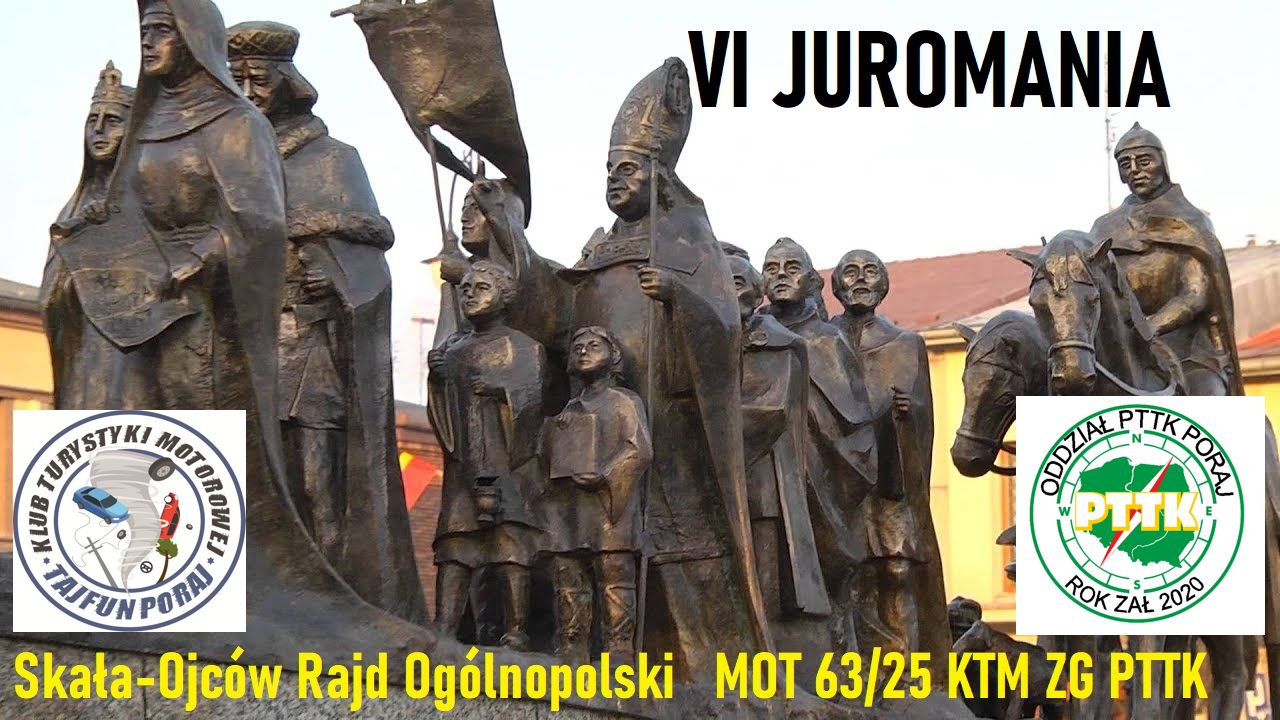 VI JUROMANIA
KLUB TURYSTYKI MOTOROWEJ
TAJFUN PORAJ
ODDZIAŁ PTTK PORAJ
N
W
E
PTTK
S
ROK ZAŁ 2020
Skała-Ojców Rajd Ogólnopolski MOT 63/25 KTM ZG PTTK